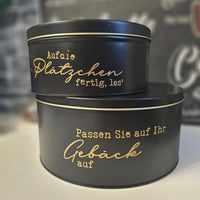 Auf die
Plätzchen
fertig, los!
Passen Sie auf Ihr
Gebäck
auf